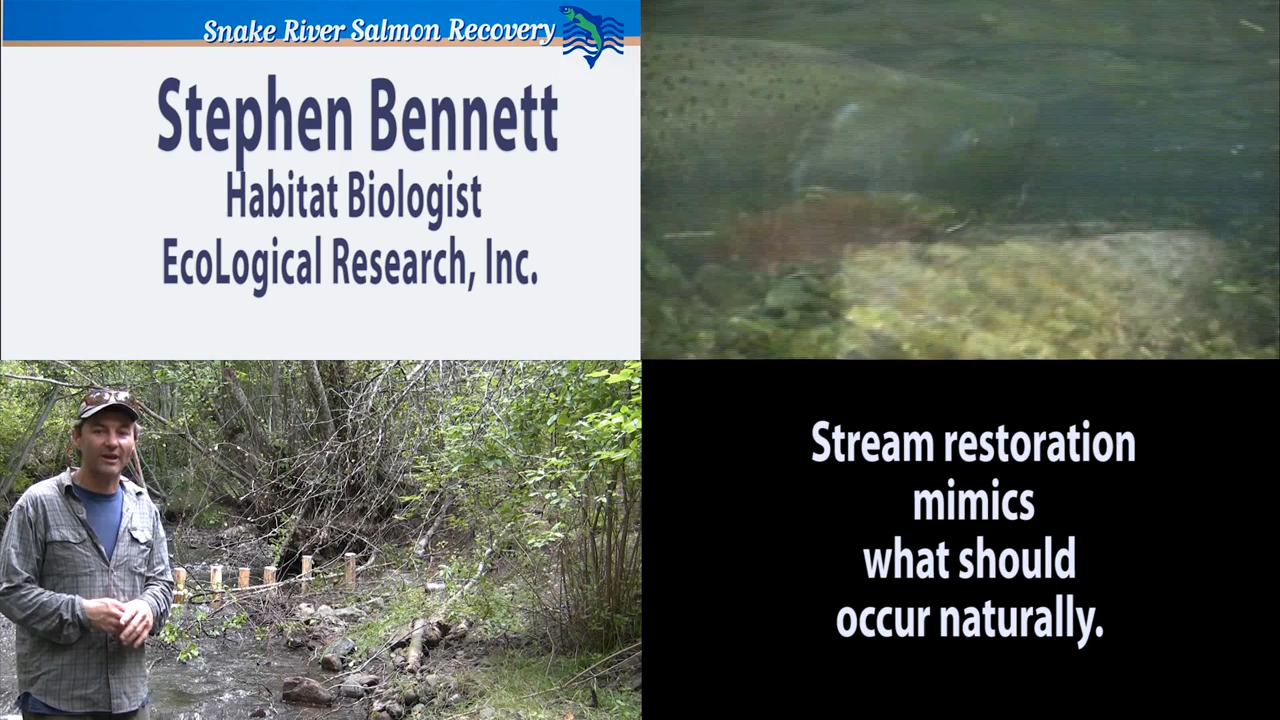 Snake River Salmon Recovery
Stephen Bennett
Habitat Biologist
EcoLogical Research, Inc.
Stream restoration
mimics
what should
occur naturally.